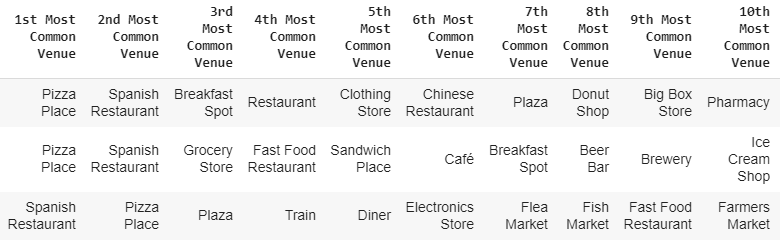 1st Most Common Venue 2nd Most Common Venue 3rd Most Common Venue 4th Most Common Venue 5th Most Common Venue 6th Most Common Venue 7th Most Common Venue 8th Most Common Venue 9th Most Common Venue 10th Most Common Venue
Pizza Place Spanish Restaurant Breakfast Spot Restaurant Clothing Store Chinese Restaurant Plaza Donut Shop Big Box Store Pharmacy
Pizza Place Spanish Restaurant Grocery Store Fast Food Restaurant Sandwich Place Café Breakfast Spot Beer Bar Brewery Ice Cream Shop
Spanish Restaurant Pizza Place Plaza Train Diner Electronics Store Flea Market Fish Market Fast Food Restaurant Farmers Market